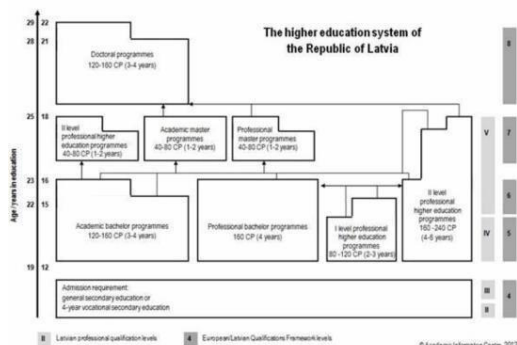 The higher education system of
the Republic of Latvia
Age / years in education
29 22
28 21
25 18
23 16
22 15
19 12
Doctoral programmes
120-160 CP (3-4 years)
8
II level
professional higher
education programmes
40-80 CP (1-2 years)
Academic master
programmes
40-80 CP (1-2 years)
Professional
master programmes
40-80 CP (1-2 years)
V
7
Academic bachelor programmes
120-160 CP (3-4 years)
Professional bachelor programmes
160 CP (4 years)
I level professional
higher education
programmes
80 -120 CP (2-3 years)
II level
professional
higher education
programmes
160 -240 CP
(4-6 years)
6
IV
5
Admission requirement:
general secondary education or
4-year vocational secondary education
III
II
4
II Latvian professional qualification levels
4 European/Latvian Qualifications Framework levels
© Academic Information Centre, 2012